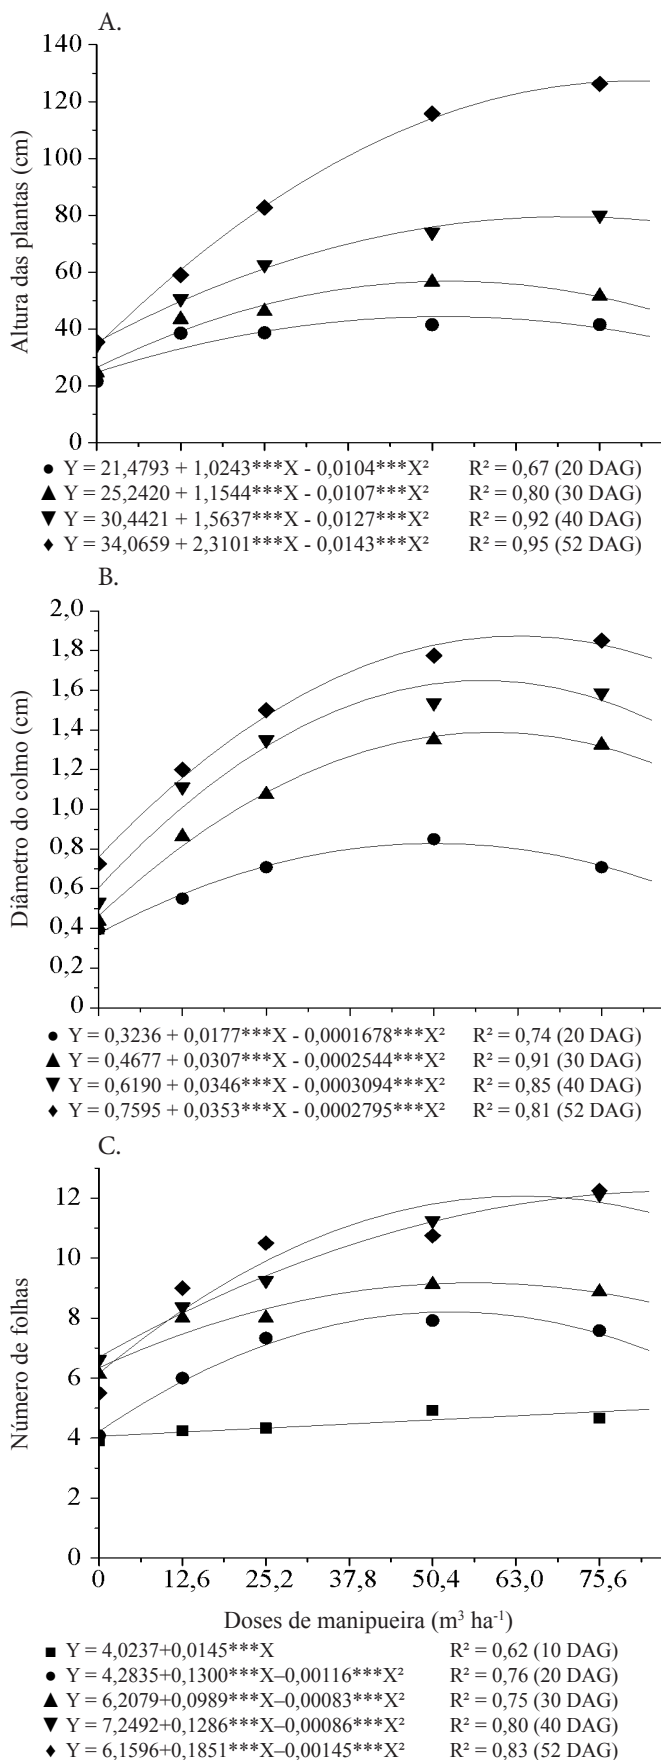 A.
140
120
100
80
60
40
20
0
Altura das plantas (cm)
● Y = 21,4793 + 1,0243***X - 0,0104***X² R² = 0,67 (20 DAG)
▲ Y = 25,2420 + 1,1544***X - 0,0107***X² R² = 0,80 (30 DAG)
▼ Y = 30,4421 + 1,5637***X - 0,0127***X² R² = 0,92 (40 DAG)
♦ Y = 34,0659 + 2,3101***X - 0,0143***X² R² = 0,95 (52 DAG)
B.
2,0
1,8
1,6
1,4
1,2
1,0
0,8
0,6
0,4
0,2
0
Diâmetro do colmo (cm)
● Y = 0,3236 + 0,0177***X - 0,0001678***X² R² = 0,74 (20 DAG)
▲ Y = 0,4677 + 0,0307***X - 0,0002544***X² R² = 0,91 (30 DAG)
▼ Y = 0,6190 + 0,0346***X - 0,0003094***X² R² = 0,85 (40 DAG)
♦ Y = 0,7595 + 0,0353***X - 0,0002795***X² R² = 0,81 (52 DAG)
C.
12
10
8
6
4
2
0
Número de folhas
0 12,6 25,2 37,8 50,4 63,0 75,6
Doses de manipueira (m³ ha⁻¹)
■ Y = 4,0237+0,0145***X R² = 0,62 (10 DAG)
● Y = 4,2835+0,1300***X–0,00116***X² R² = 0,76 (20 DAG)
▲ Y = 6,2079+0,0989***X–0,00083***X² R² = 0,75 (30 DAG)
▼ Y = 7,2492+0,1286***X–0,00086***X² R² = 0,80 (40 DAG)
♦ Y = 6,1596+0,1851***X–0,00145***X² R² = 0,83 (52 DAG)